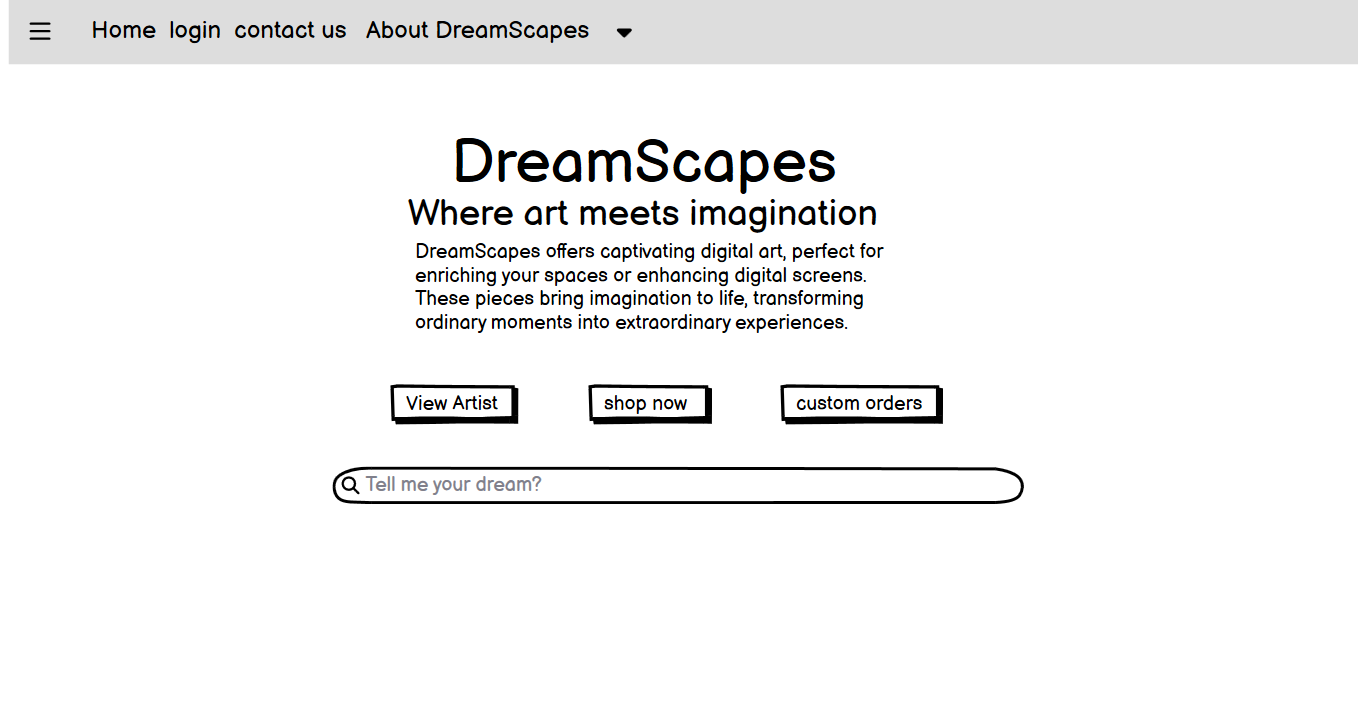 Home login contact us About DreamScapes
DreamScapes
Where art meets imagination
DreamScapes offers captivating digital art, perfect for
enriching your spaces or enhancing digital screens.
These pieces bring imagination to life, transforming
ordinary moments into extraordinary experiences.
View Artist shop now custom orders
Tell me your dream?